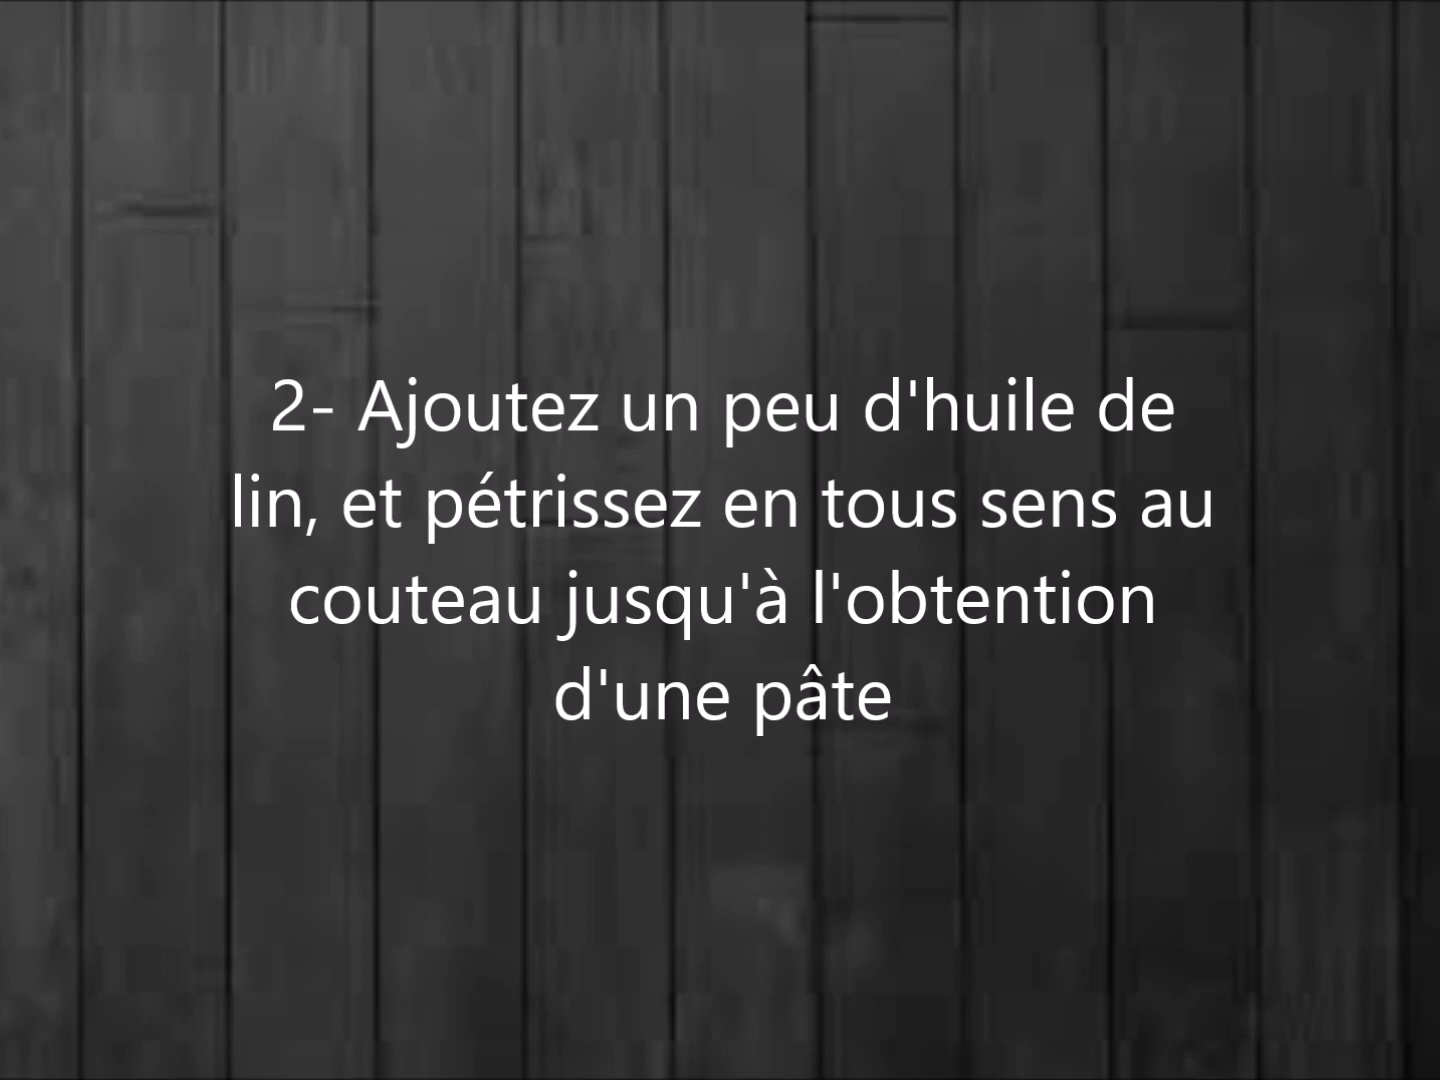 2- Ajoutez un peu d'huile de
lin, et pétrissez en tous sens au
couteau jusqu'à l'obtention
d'une pâte